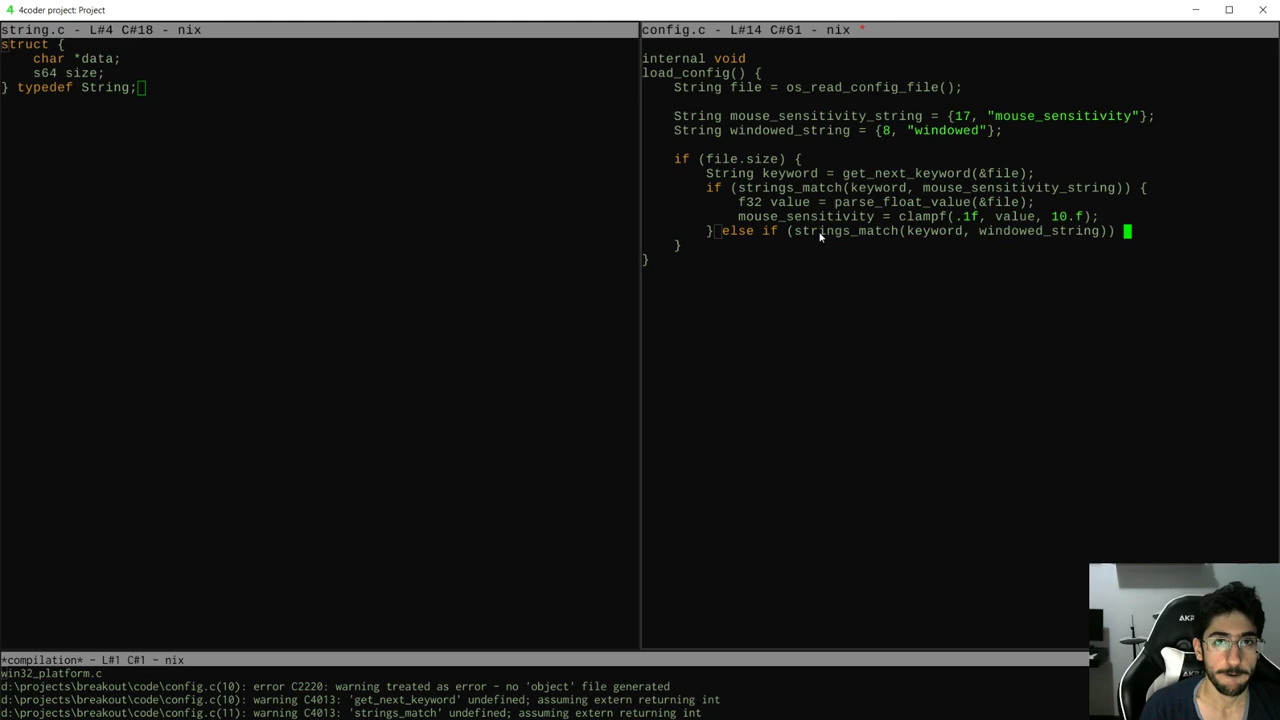 4coder project: Project
string.c - L#4 C#18 - nix
struct {
char *data;
s64 size;
} typedef String;
config.c - L#14 C#61 - nix *
internal void
load_config() {
String file = os_read_config_file();
String mouse_sensitivity_string = {17, "mouse_sensitivity"};
String windowed_string = {8, "windowed"};
if (file.size) {
String keyword = get_next_keyword(&file);
if (strings_match(keyword, mouse_sensitivity_string)) {
f32 value = parse_float_value(&file);
mouse_sensitivity = clampf(.1f, value, 10.f);
} else if (strings_match(keyword, windowed_string))
}
}
*compilation* - L#1 C#1 - nix
win32_platform.c
d:\projects\breakout\code\config.c(10): error C2220: warning treated as error - no 'object' file generated
d:\projects\breakout\code\config.c(10): warning C4013: 'get_next_keyword' undefined; assuming extern returning int
d:\projects\breakout\code\config.c(11): warning C4013: 'strings_match' undefined; assuming extern returning int